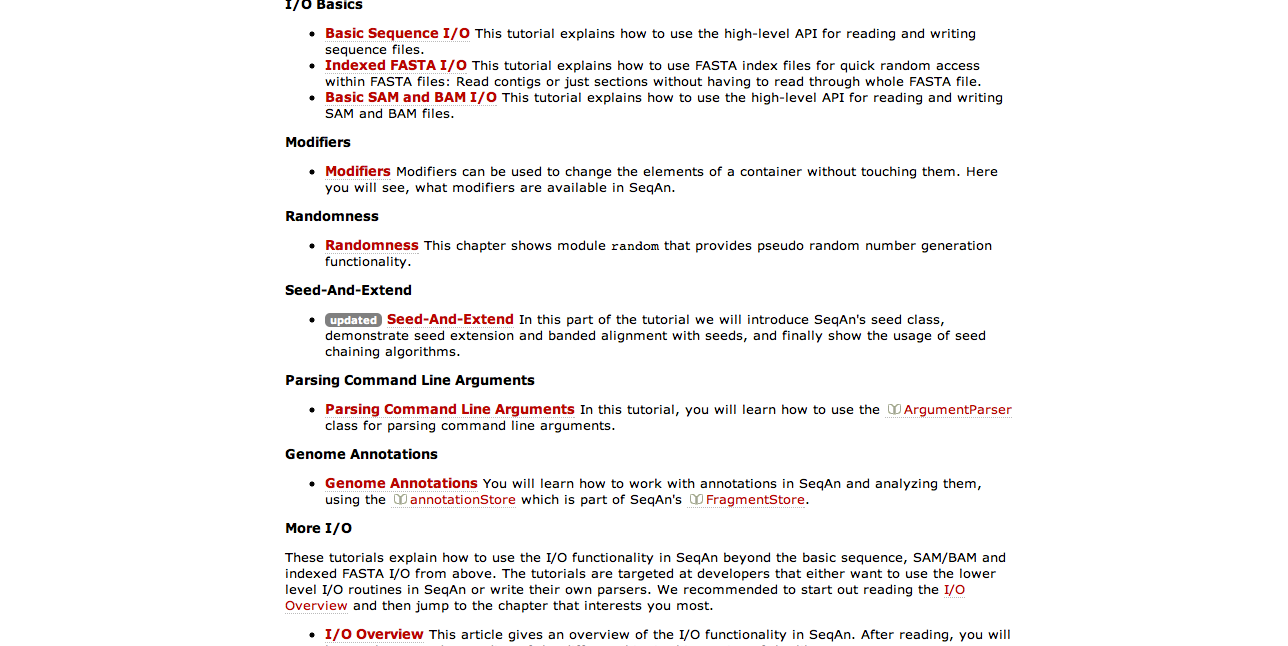 I/O Basics
Basic Sequence I/O This tutorial explains how to use the high-level API for reading and writing
sequence files.
Indexed FASTA I/O This tutorial explains how to use FASTA index files for quick random access
within FASTA files: Read contigs or just sections without having to read through whole FASTA file.
Basic SAM and BAM I/O This tutorial explains how to use the high-level API for reading and writing
SAM and BAM files.
Modifiers
Modifiers Modifiers can be used to change the elements of a container without touching them. Here
you will see, what modifiers are available in SeqAn.
Randomness
Randomness This chapter shows module random that provides pseudo random number generation
functionality.
Seed-And-Extend
updated Seed-And-Extend In this part of the tutorial we will introduce SeqAn's seed class,
demonstrate seed extension and banded alignment with seeds, and finally show the usage of seed
chaining algorithms.
Parsing Command Line Arguments
Parsing Command Line Arguments In this tutorial, you will learn how to use the ArgumentParser
class for parsing command line arguments.
Genome Annotations
Genome Annotations You will learn how to work with annotations in SeqAn and analyzing them,
using the annotationStore which is part of SeqAn's FragmentStore.
More I/O
These tutorials explain how to use the I/O functionality in SeqAn beyond the basic sequence, SAM/BAM and
indexed FASTA I/O from above. The tutorials are targeted at developers that either want to use the lower
level I/O routines in SeqAn or write their own parsers. We recommended to start out reading the I/O
Overview and then jump to the chapter that interests you most.
I/O Overview This article gives an overview of the I/O functionality in SeqAn. After reading, you will